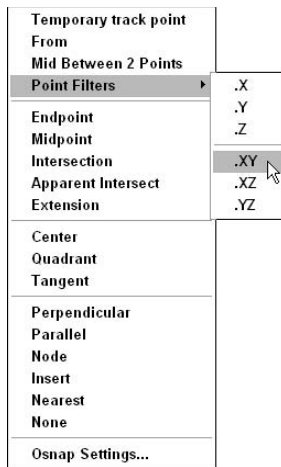 Temporary track point
From
Mid Between 2 Points
Point Filters
.X
.Y
.Z
.XY
.XZ
.YZ
Endpoint
Midpoint
Intersection
Apparent Intersect
Extension
Center
Quadrant
Tangent
Perpendicular
Parallel
Node
Insert
Nearest
None
Osnap Settings...